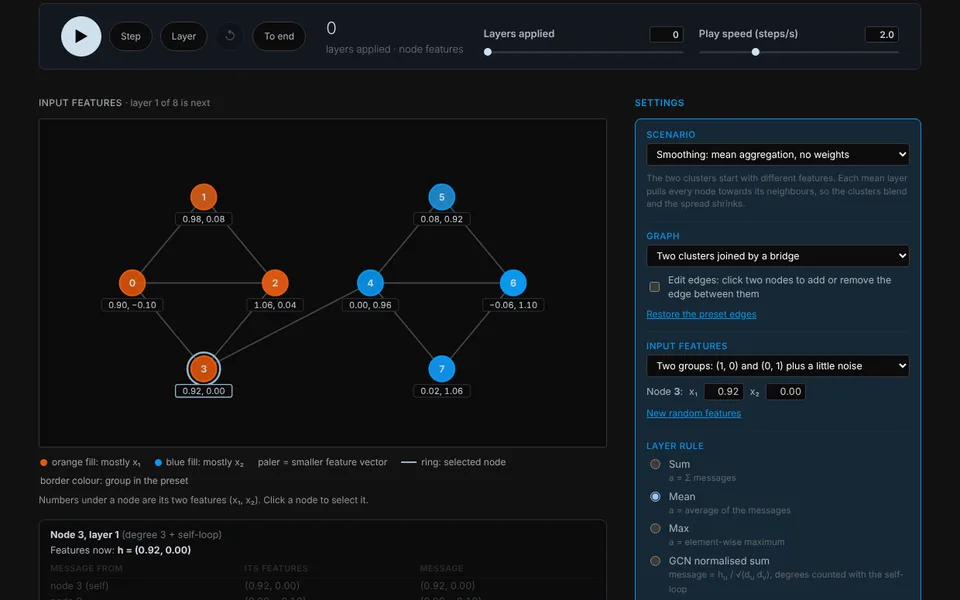 Step
Layer
To end
0
layers applied · node features
Layers applied
0
Play speed (steps/s)
2.0
INPUT FEATURES · layer 1 of 8 is next
1
0.98, 0.08
5
0.08, 0.92
0
0.90, −0.10
2
1.06, 0.04
4
0.00, 0.96
6
−0.06, 1.10
3
0.92, 0.00
7
0.02, 1.06
orange fill: mostly x₁
blue fill: mostly x₂
paler = smaller feature vector
ring: selected node
border colour: group in the preset
Numbers under a node are its two features (x₁, x₂). Click a node to select it.
Node 3, layer 1 (degree 3 + self-loop)
Features now: h = (0.92, 0.00)
MESSAGE FROM ITS FEATURES MESSAGE
node 3 (self) (0.92, 0.00) (0.92, 0.00)
SETTINGS
SCENARIO
Smoothing: mean aggregation, no weights
The two clusters start with different features. Each mean layer
pulls every node towards its neighbours, so the clusters blend
and the spread shrinks.
GRAPH
Two clusters joined by a bridge
Edit edges: click two nodes to add or remove the
edge between them
Restore the preset edges
INPUT FEATURES
Two groups: (1, 0) and (0, 1) plus a little noise
Node 3: x₁ 0.92 x₂ 0.00
New random features
LAYER RULE
Sum
a = Σ messages
Mean
a = average of the messages
Max
a = element-wise maximum
GCN normalised sum
message = hᵤ / √(dᵤ dᵥ), degrees counted with the self-
loop